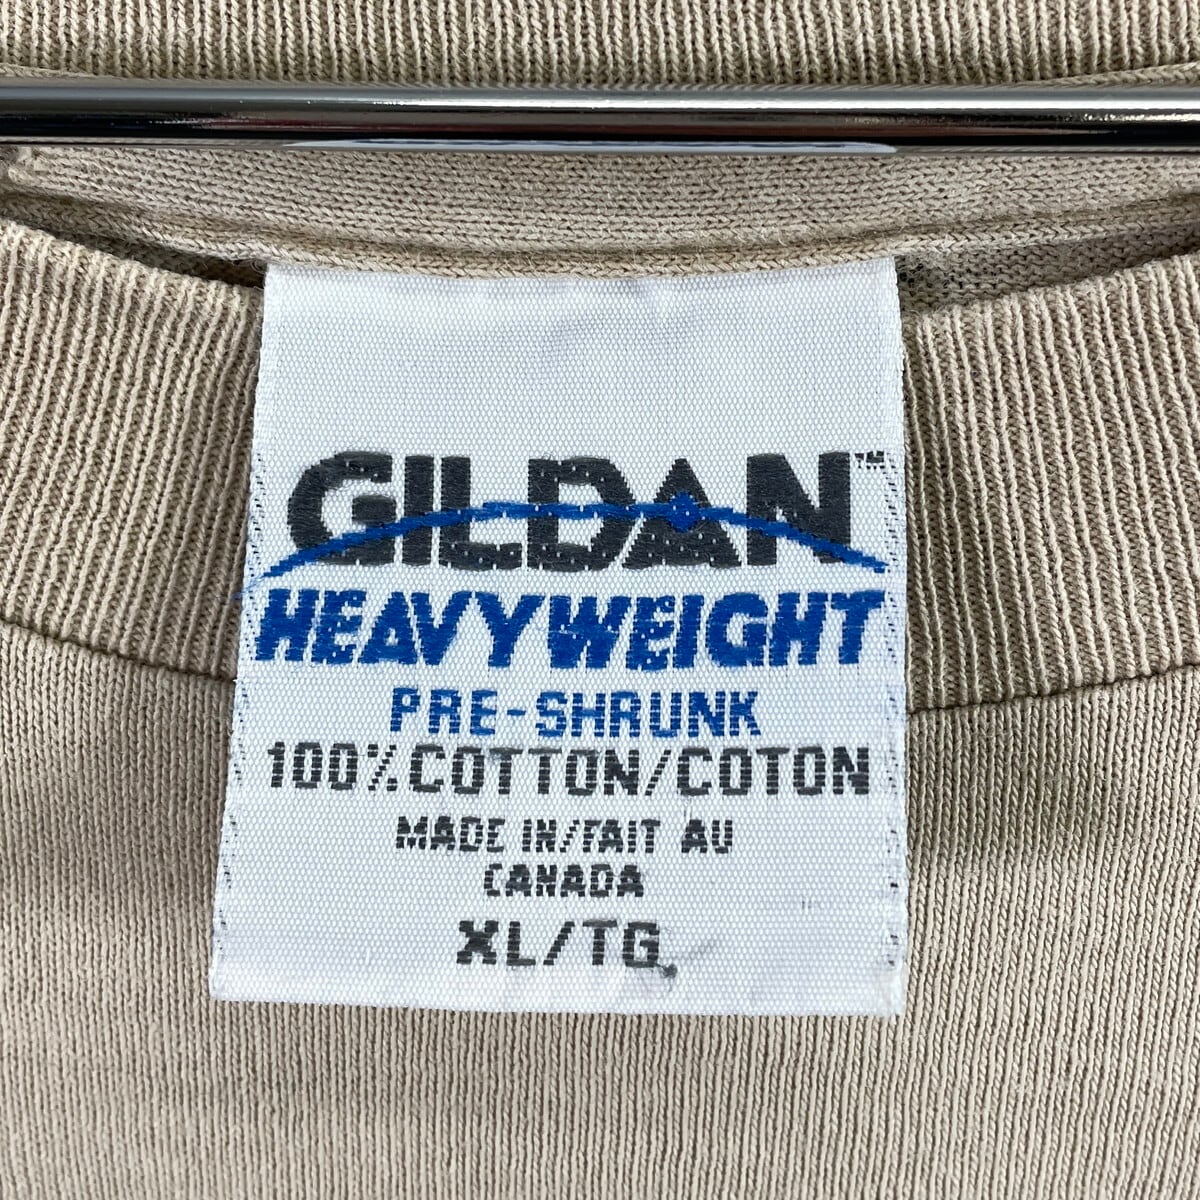 GILDAN™
HEAVYWEIGHT
PRE-SHRUNK
100% COTTON/COTON
MADE IN/FAIT AU
CANADA
XL/TG